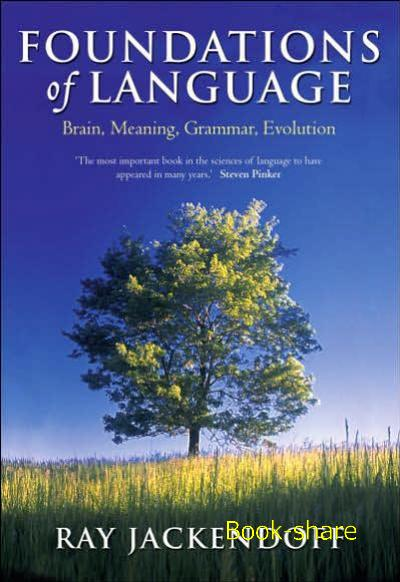 FOUNDATIONS
of LANGUAGE
Brain, Meaning, Grammar, Evolution
'The most important book in the sciences of language to have
appeared in many years.' Steven Pinker
RAY JACKENDOFF
Book-share